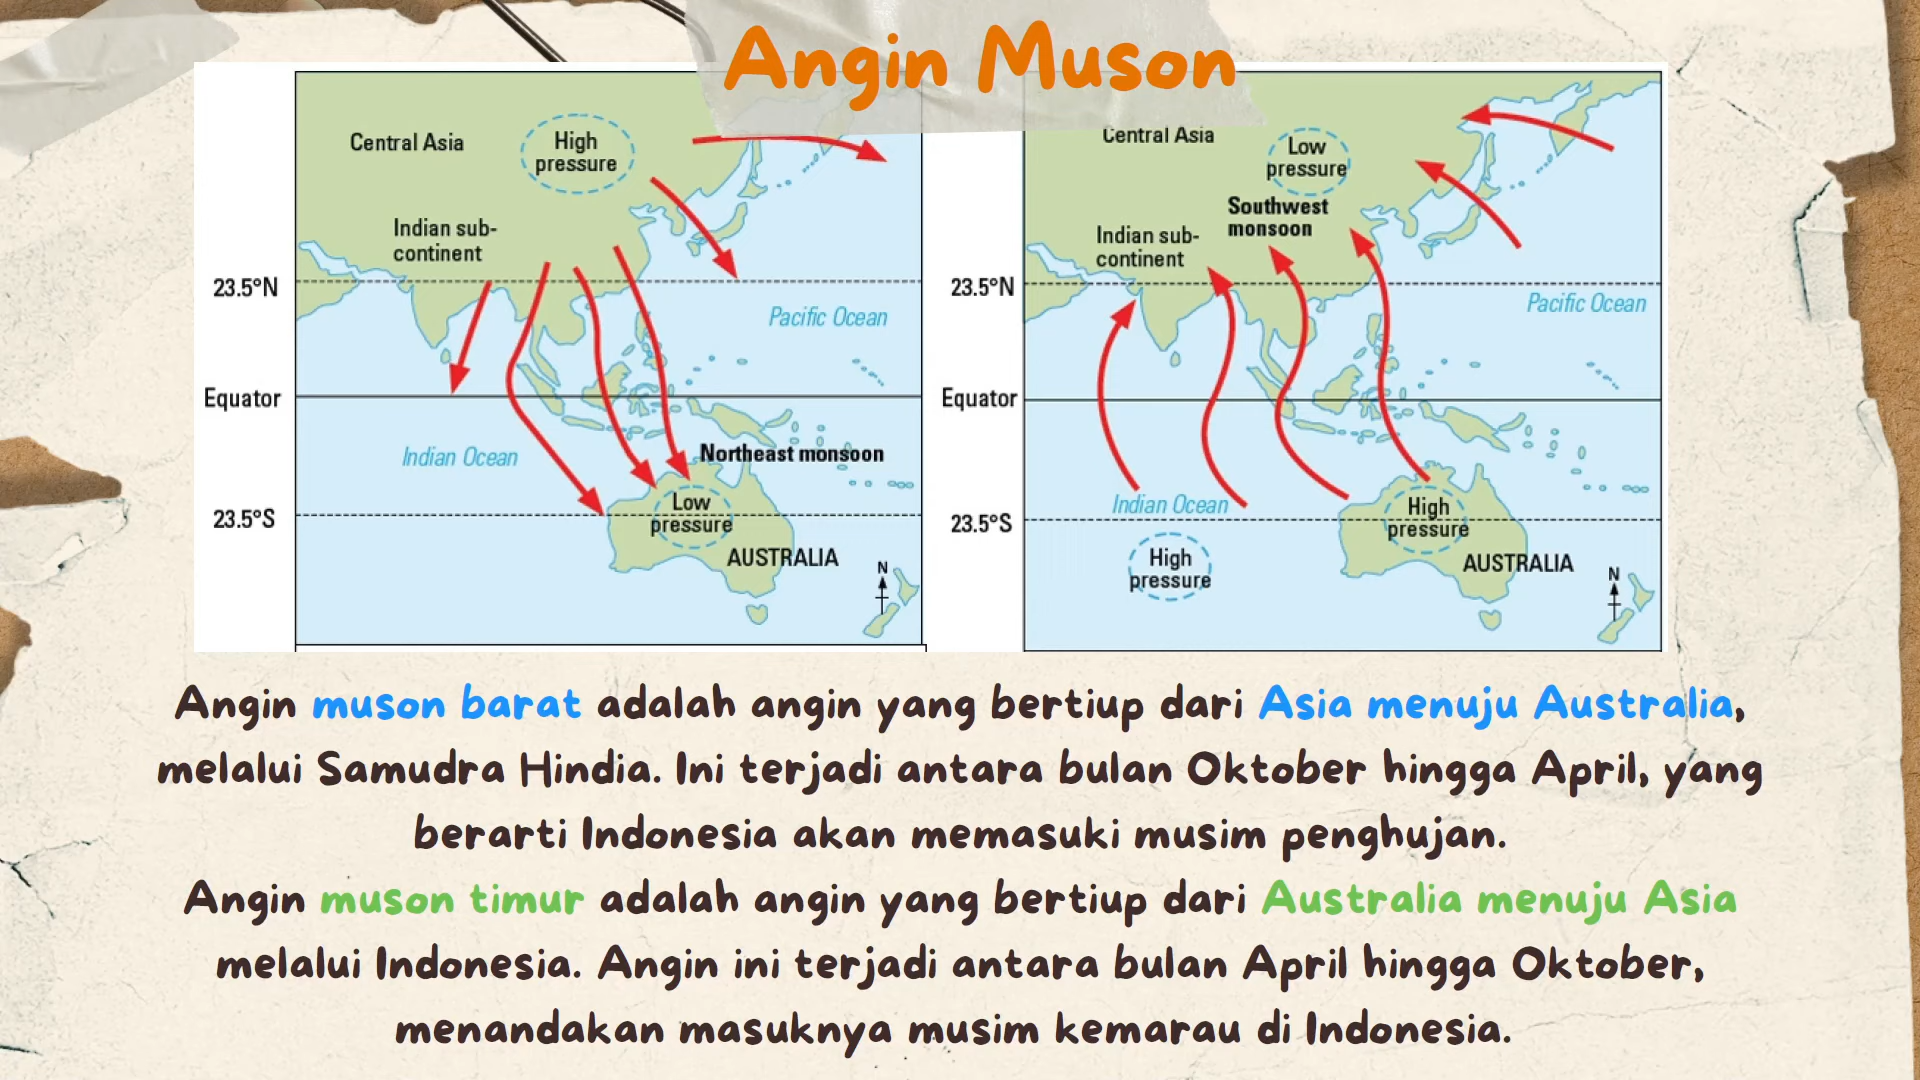 Angin Muson
Central Asia
High
pressure
Indian sub-
continent
23.5°N
Pacific Ocean
Equator
Indian Ocean
Northeast monsoon
23.5°S
Low
pressure
AUSTRALIA
N
Central Asia
Low
pressure
Southwest
monsoon
Indian sub-
continent
23.5°N
Pacific Ocean
Equator
Indian Ocean
23.5°S
High
pressure
High
pressure
AUSTRALIA
N
Angin muson barat adalah angin yang bertiup dari Asia menuju Australia,
melalui Samudra Hindia. Ini terjadi antara bulan Oktober hingga April, yang
berarti Indonesia akan memasuki musim penghujan.
Angin muson timur adalah angin yang bertiup dari Australia menuju Asia
melalui Indonesia. Angin ini terjadi antara bulan April hingga Oktober,
menandakan masuknya musim kemarau di Indonesia.